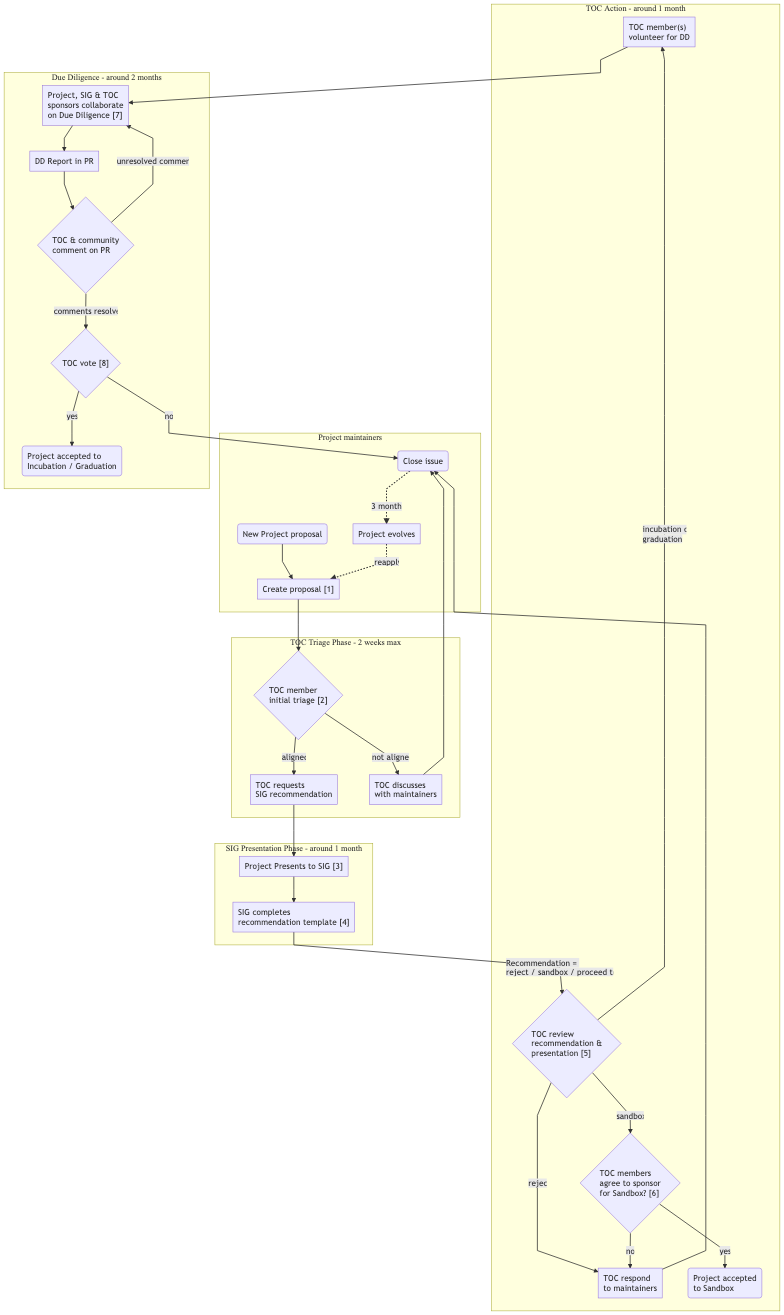 TOC Action - around 1 month
TOC member(s)
volunteer for DD
Due Diligence - around 2 months
Project, SIG & TOC
sponsors collaborate
on Due Diligence [7]
DD Report in PR
unresolved commer
TOC & community
comment on PR
comments resolve
TOC vote [8]
yes
no
Project accepted to
Incubation / Graduation
Project maintainers
Close issue
3 month
New Project proposal
Project evolves
reapply
Create proposal [1]
incubation o
graduation
TOC Triage Phase - 2 weeks max
TOC member
initial triage [2]
aligned
not aligne
TOC requests
SIG recommendation
TOC discusses
with maintainers
SIG Presentation Phase - around 1 month
Project Presents to SIG [3]
SIG completes
recommendation template [4]
Recommendation =
reject / sandbox / proceed t
TOC review
recommendation &
presentation [5]
sandbox
TOC members
agree to sponsor
for Sandbox? [6]
rejec
no
yes
TOC respond
to maintainers
Project accepted
to Sandbox